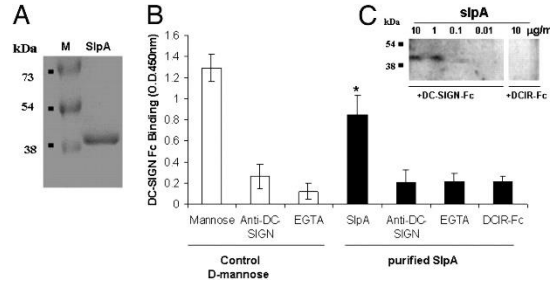 A
kDa M SlpA
73
54
38
B
DC-SIGN Fc Binding (O.D.450nm)
1.6
1.4
1.2
1
0.8
0.6
0.4
0.2
0
*
Mannose Anti-DC-SIGN EGTA SlpA Anti-DC-SIGN EGTA DCIR-Fc
Control
D-mannose
purified SlpA
C
slpA
kDa 10 1 0.1 0.01 10 µg/m
54
38
+DC-SIGN-Fc +DCIR-Fc